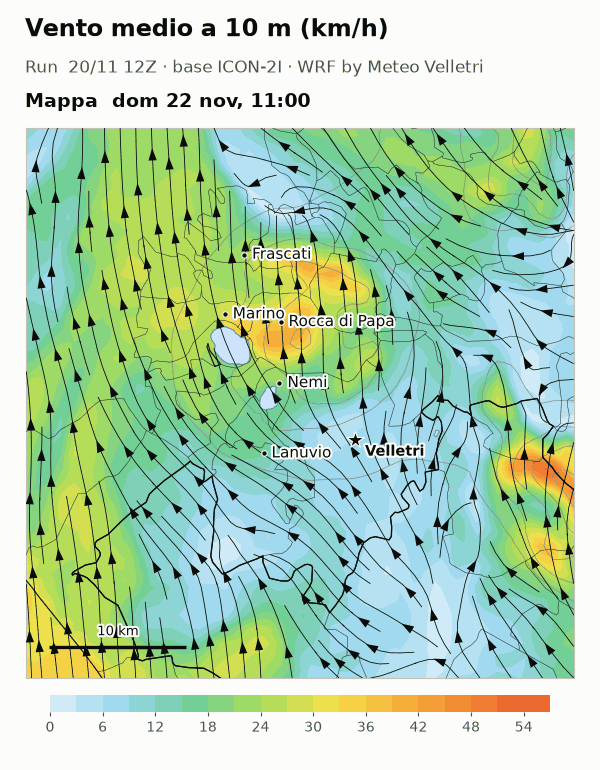 Vento medio a 10 m (km/h)
Run  20/11 12Z · base ICON-2I · WRF by Meteo Velletri
Mappa  dom 22 nov, 11:00
Frascati
Marino
Rocca di Papa
Nemi
Lanuvio
Velletri
10 km
0 6 12 18 24 30 36 42 48 54